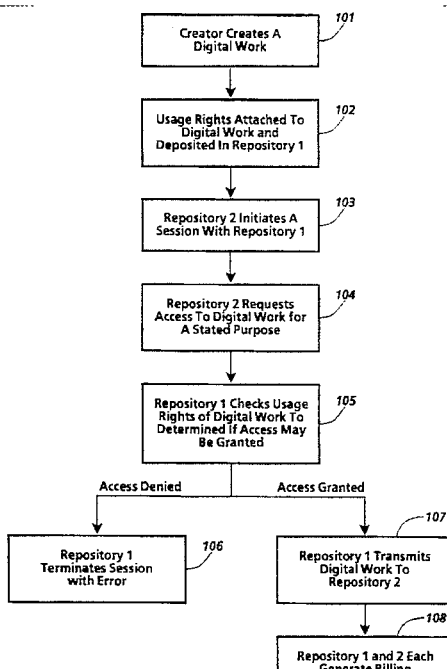 101
Creator Creates A
Digital Work
102
Usage Rights Attached To
Digital Work and
Deposited In Repository 1
103
Repository 2 Initiates A
Session With Repository 1
104
Repository 2 Requests
Access To Digital Work for
A Stated Purpose
105
Repository 1 Checks Usage
Rights of Digital Work To
Determined if Access May
Be Granted
Access Denied
Access Granted
106
Repository 1
Terminates Session
with Error
107
Repository 1 Transmits
Digital Work To
Repository 2
108
Repository 1 and 2 Each
Generate Billing